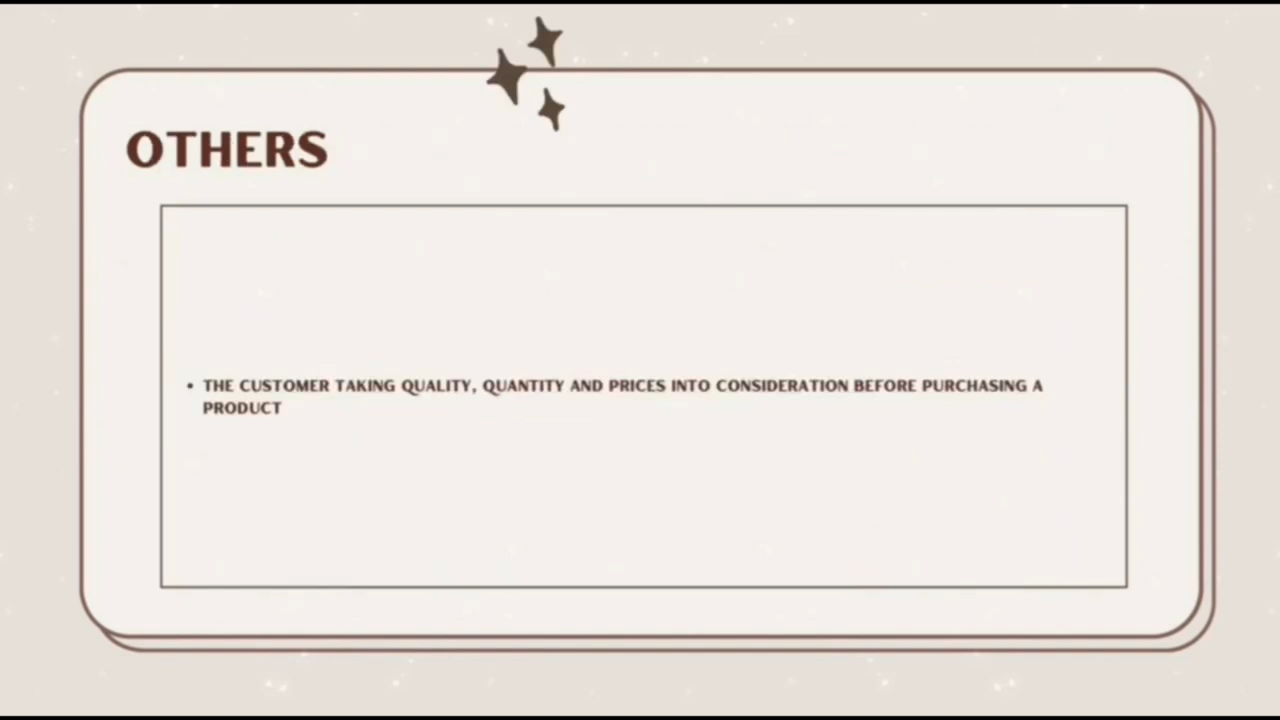 OTHERS
• THE CUSTOMER TAKING QUALITY, QUANTITY AND PRICES INTO CONSIDERATION BEFORE PURCHASING A
PRODUCT